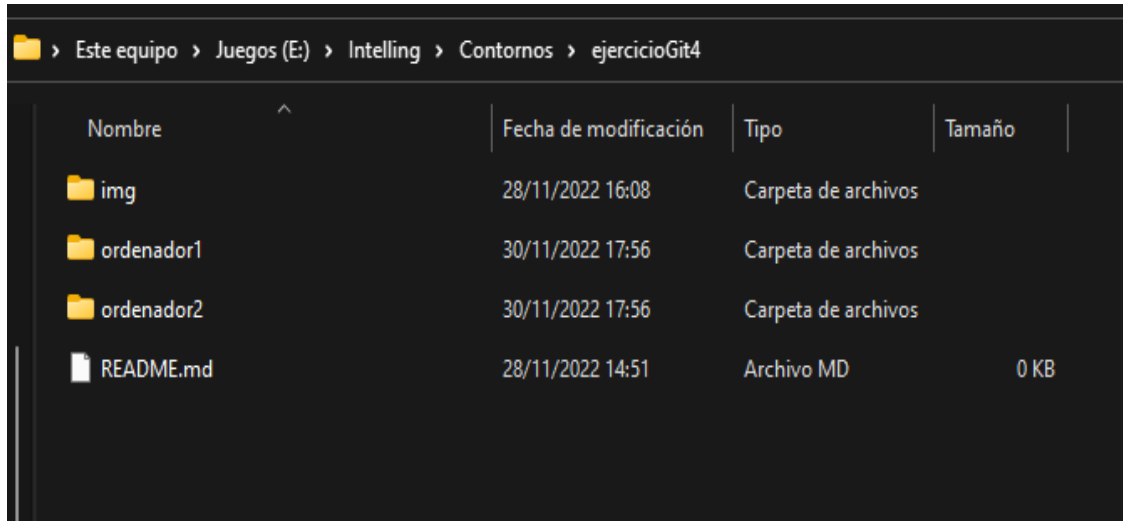 Este equipo > Juegos (E:) > Intelling > Contornos > ejercicioGit4
Nombre Fecha de modificación Tipo Tamaño
img 28/11/2022 16:08 Carpeta de archivos
ordenador1 30/11/2022 17:56 Carpeta de archivos
ordenador2 30/11/2022 17:56 Carpeta de archivos
README.md 28/11/2022 14:51 Archivo MD 0 KB